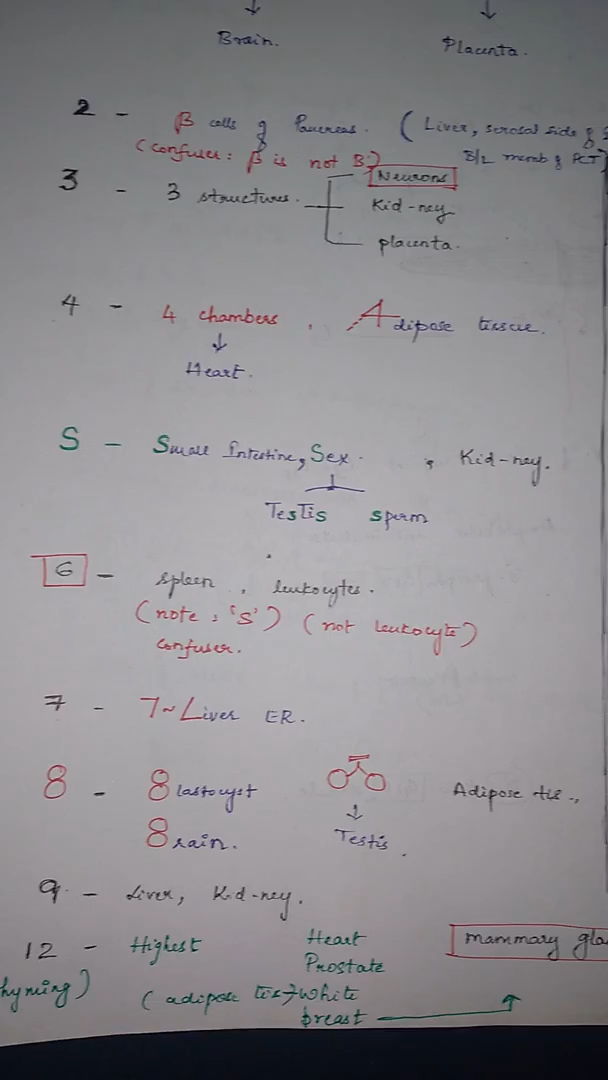 Brain.
Placenta.
2 - β cells of Pancreas. (Liver, serosal side of
(Confuser: β is not B:) B/L memb of PCT)
3 - 3 structures. Neurons
Kid-ney
placenta.
4 - 4 chambers, Adipose tissue.
Heart.
S - Small Intestine, Sex. , Kid-ney.
Testis sperm
6 - spleen, leukocytes.
(note: 'S') (not leukocyte)
confuser.
7 - 7~Liver ER.
8 - 8lastocyst Adipose tis.,
8rain. Testis.
9. - Liver, Kid-ney.
12 - Highest Heart mammary gla
Prostate
hyming) (adipose tis→white
breast